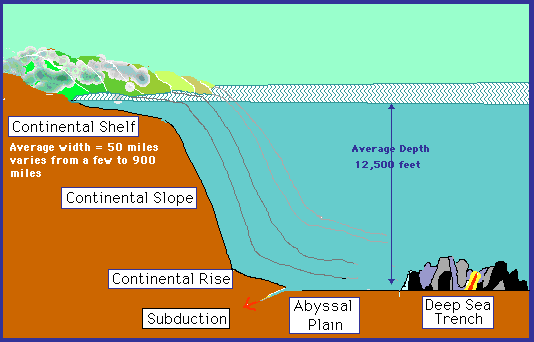 Continental Shelf
Average width = 50 miles
varies from a few to 900
miles
Average Depth
12,500 feet
Continental Slope
Continental Rise
Subduction
Abyssal
Plain
Deep Sea
Trench